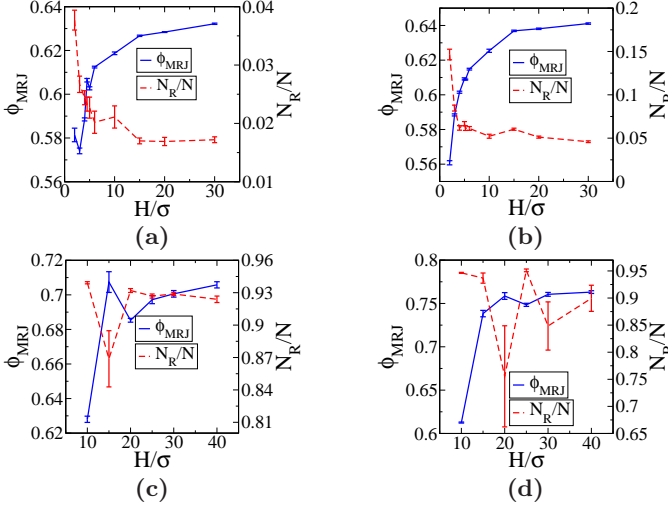 0.64
0.62
0.6
0.58
0.56
0.04
0.03
0.02
0.01
0
10
20
30
ϕMRJ
NR/N
ϕMRJ
NR/N
H/σ
(a)
0.64
0.62
0.6
0.58
0.56
0.2
0.15
0.1
0.05
0
0
10
20
30
ϕMRJ
NR/N
ϕMRJ
NR/N
H/σ
(b)
0.72
0.7
0.68
0.66
0.64
0.62
0.96
0.93
0.9
0.87
0.84
0.81
10
20
30
40
ϕMRJ
NR/N
ϕMRJ
NR/N
H/σ
(c)
0.8
0.75
0.7
0.65
0.6
0.95
0.9
0.85
0.8
0.75
0.7
0.65
10
20
30
40
ϕMRJ
NR/N
ϕMRJ
NR/N
H/σ
(d)